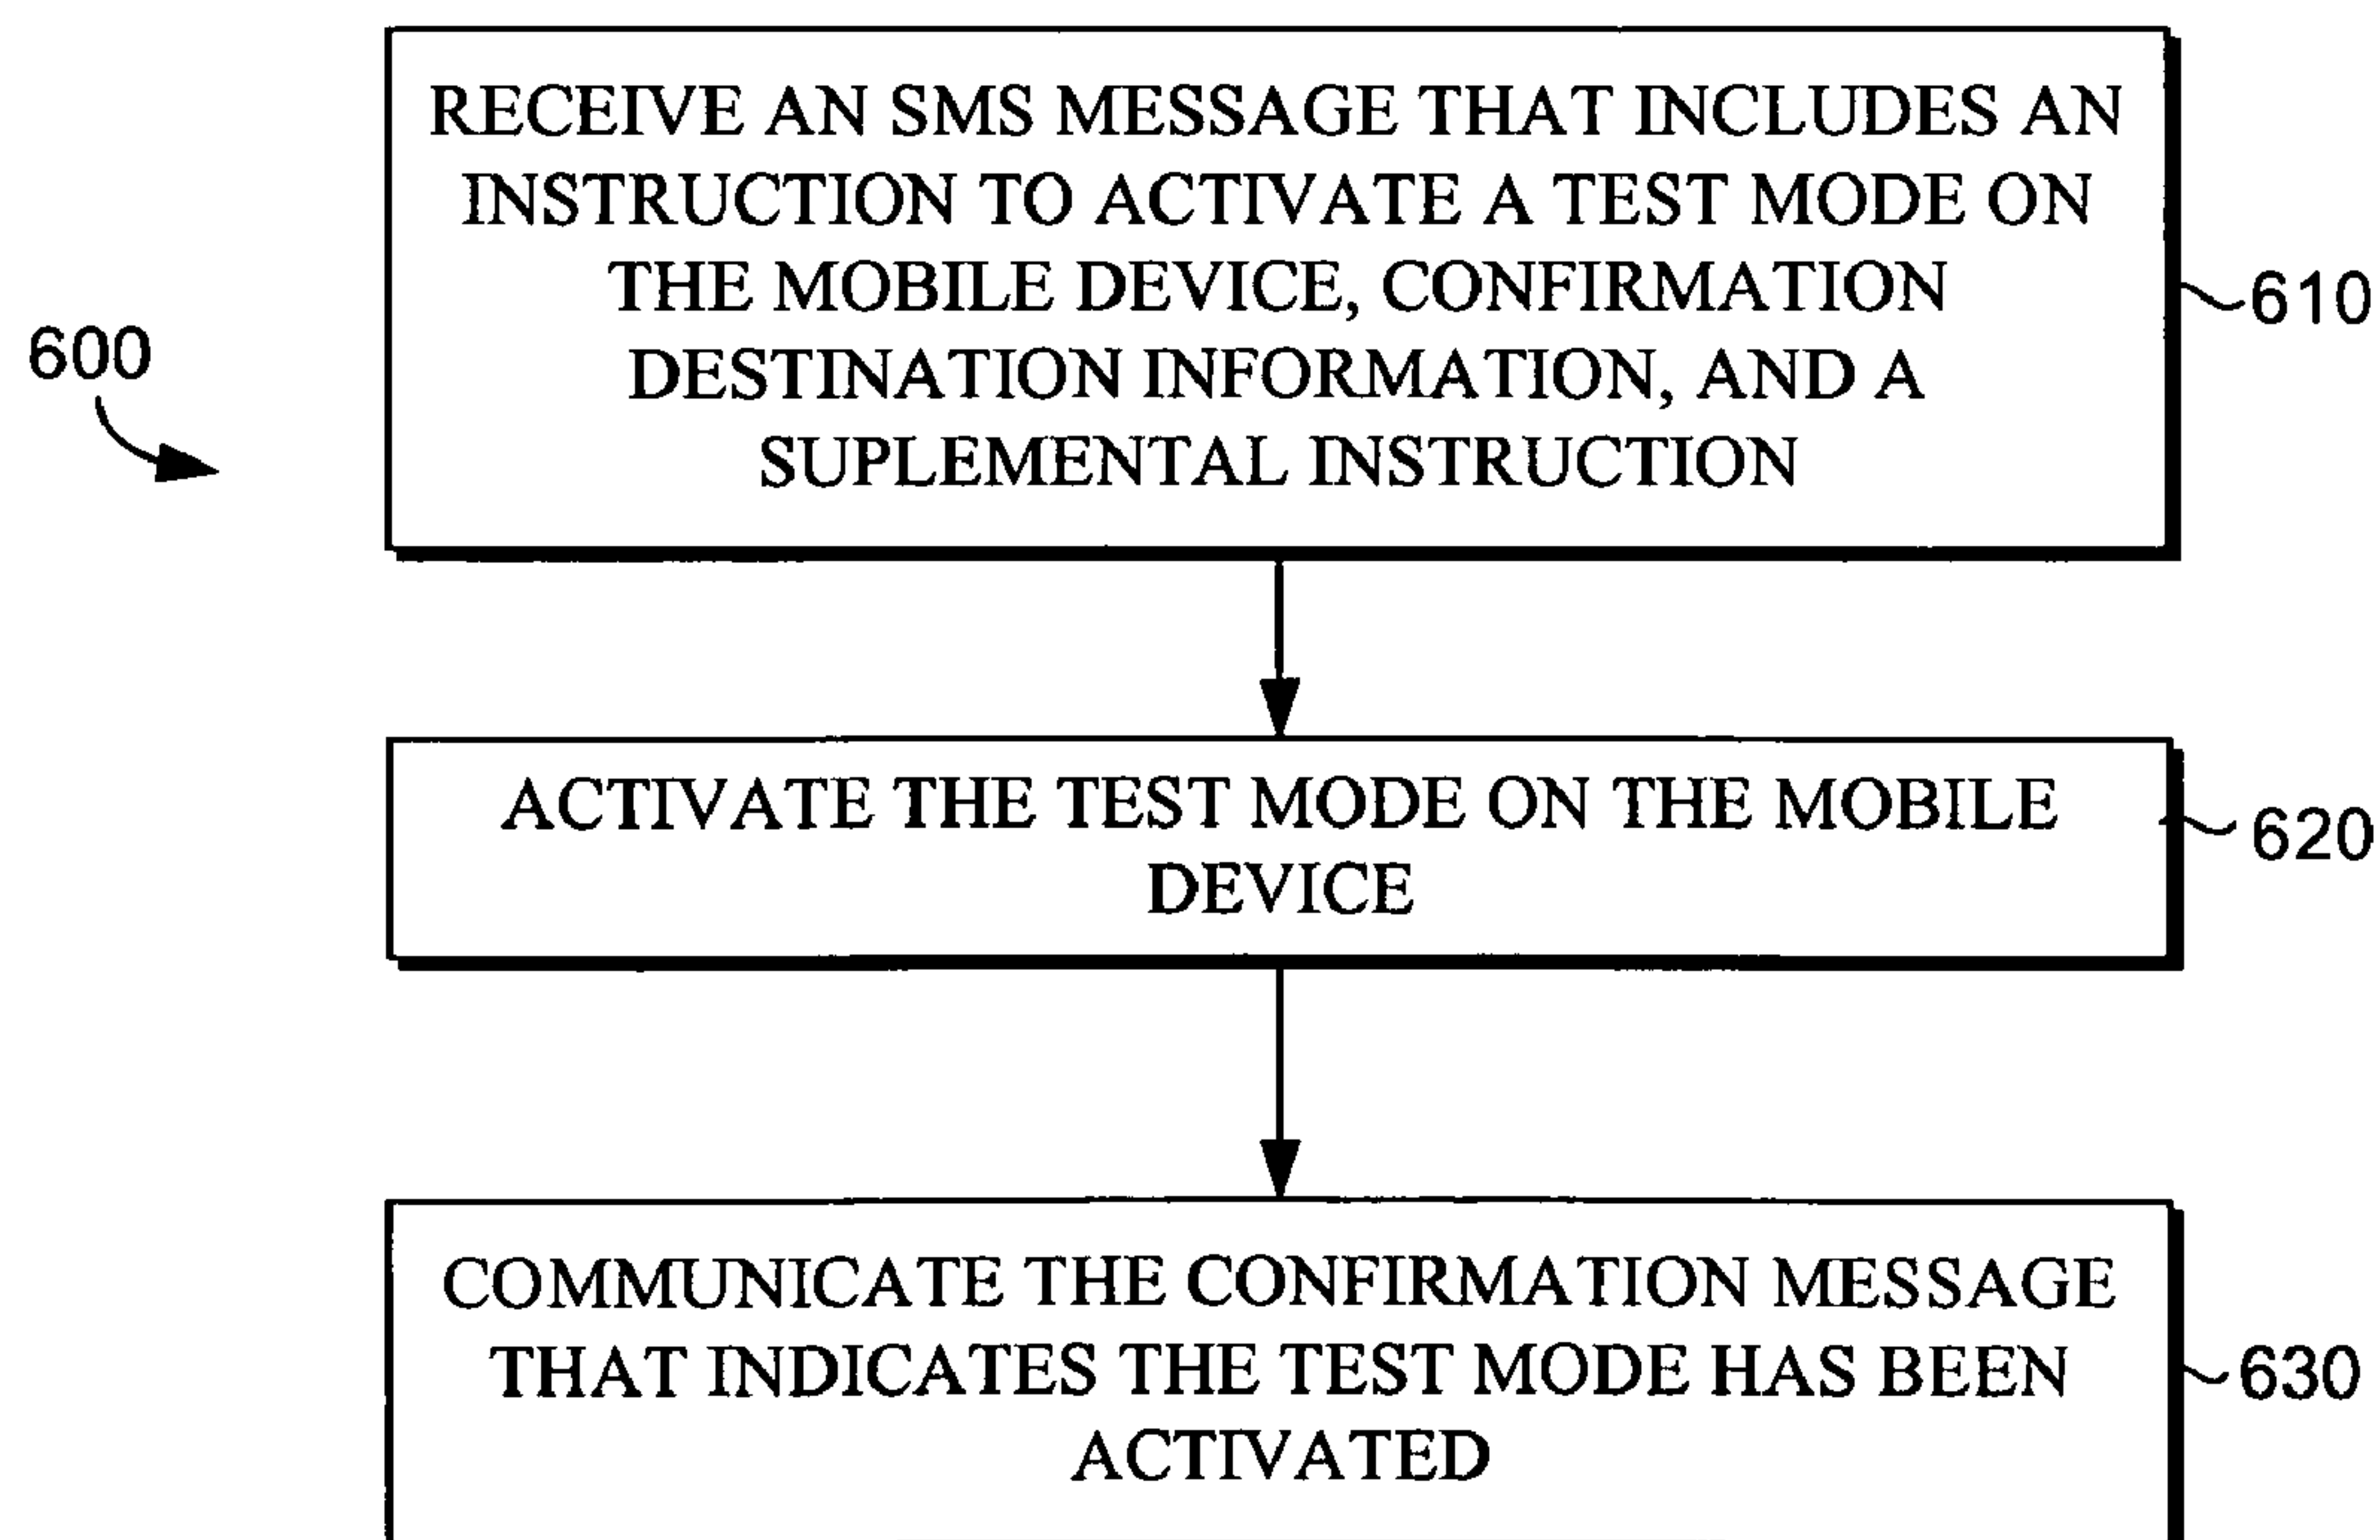 RECEIVE AN SMS MESSAGE THAT INCLUDES AN
INSTRUCTION TO ACTIVATE A TEST MODE ON
THE MOBILE DEVICE, CONFIRMATION
DESTINATION INFORMATION, AND A
SUPLEMENTAL INSTRUCTION
610
600
ACTIVATE THE TEST MODE ON THE MOBILE
DEVICE
620
COMMUNICATE THE CONFIRMATION MESSAGE
THAT INDICATES THE TEST MODE HAS BEEN
ACTIVATED
630